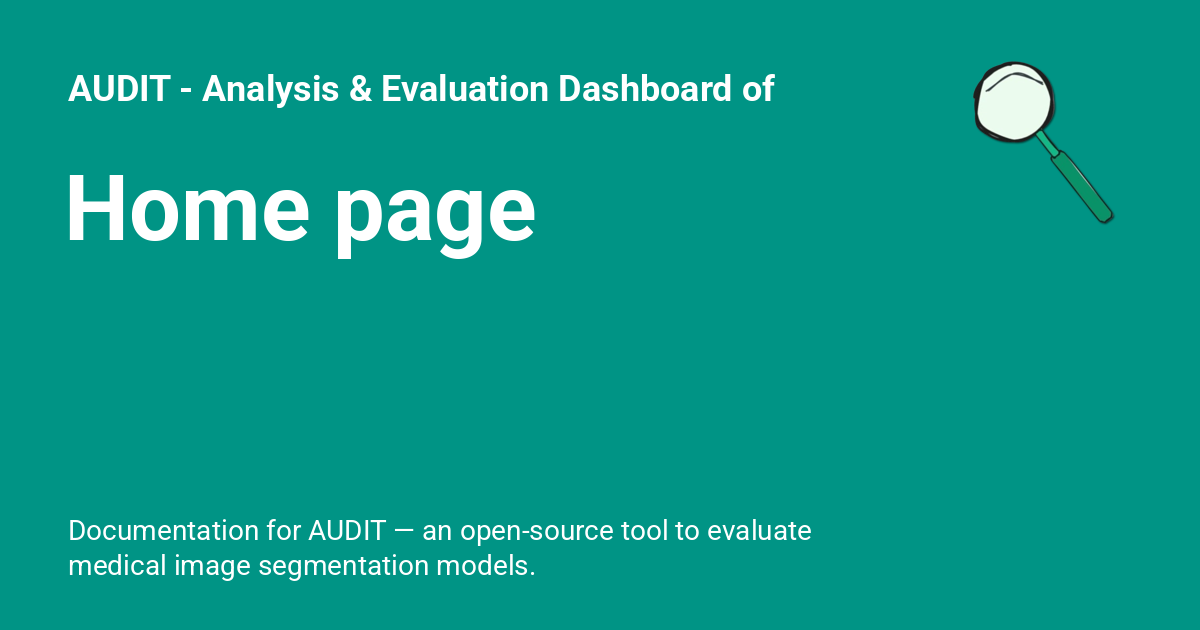 AUDIT - Analysis & Evaluation Dashboard of
Home page
Documentation for AUDIT — an open-source tool to evaluate
medical image segmentation models.